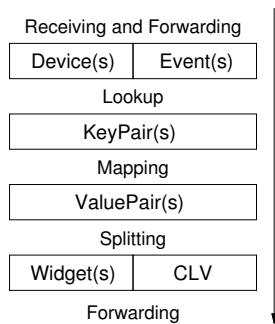 Receiving and Forwarding
Device(s) Event(s)
Lookup
KeyPair(s)
Mapping
ValuePair(s)
Splitting
Widget(s) CLV
Forwarding